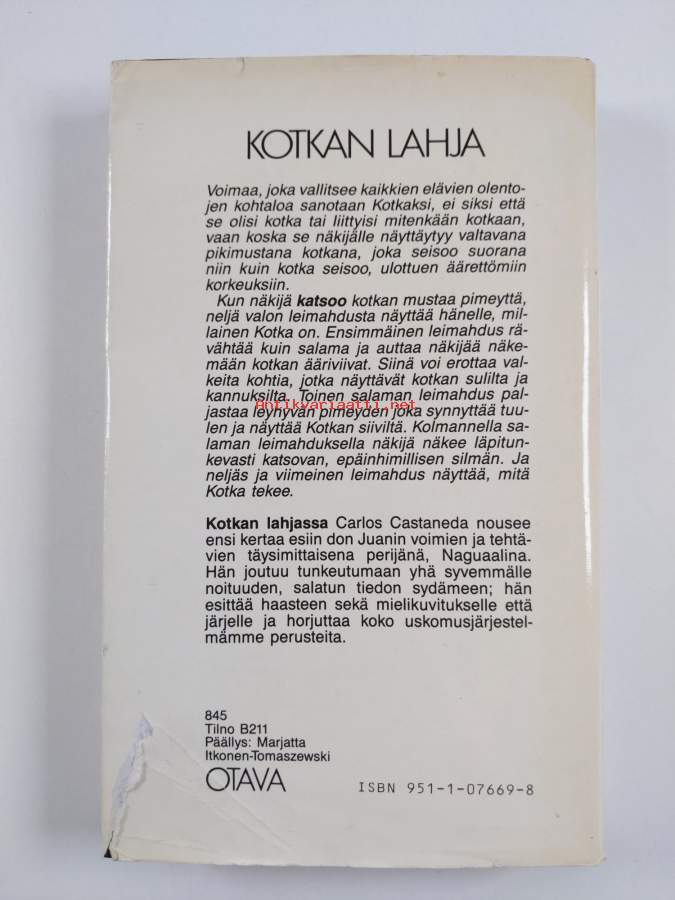 KOTKAN LAHJA
Voimaa, joka vallitsee kaikkien elävien olento-
jen kohtaloa sanotaan Kotkaksi, ei siksi että
se olisi kotka tai liittyisi mitenkään kotkaan,
vaan koska se näkijälle näyttäytyy valtavana
pikimustana kotkana, joka seisoo suorana
niin kuin kotka seisoo, ulottuen äärettömiin
korkeuksiin.
Kun näkijä katsoo kotkan mustaa pimeyttä,
neljä valon leimahdusta näyttää hänelle, mil-
lainen Kotka on. Ensimmäinen leimahdus rä-
vähtää kuin salama ja auttaa näkijää näke-
mään kotkan ääriviivat. Siinä voi erottaa val-
keita kohtia, jotka näyttävät kotkan sulilta ja
kannuksilta. Toinen salaman leimahdus pal-
Antikvariaatti.net
jastaa leyhyvän pimeyden joka synnyttää tuu-
len ja näyttää Kotkan siiviltä. Kolmannella sa-
laman leimahduksella näkijä näkee läpitun-
kevasti katsovan, epäinhimillisen silmän. Ja
neljäs ja viimeinen leimahdus näyttää, mitä
Kotka tekee.
Kotkan lahjassa Carlos Castaneda nousee
ensi kertaa esiin don Juanin voimien ja tehtä-
vien täysimittaisena perijänä, Naguaalina.
Hän joutuu tunkeutumaan yhä syvemmälle
noituuden, salatun tiedon sydämeen; hän
esittää haasteen sekä mielikuvitukselle että
järjelle ja horjuttaa koko uskomusjärjestel-
mämme perusteita.
845
Tilno B211
Päällys: Marjatta
Itkonen-Tomaszewski
OTAVA
ISBN 951-1-07669-8